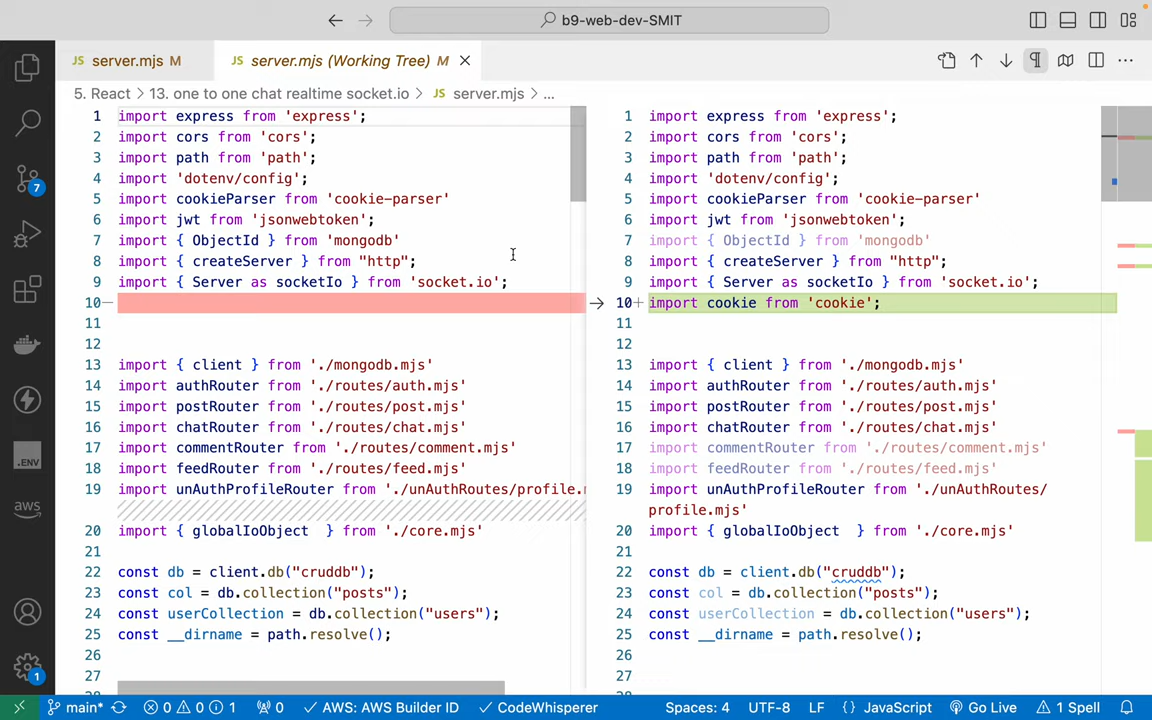 b9-web-dev-SMIT
JS server.mjs M
JS server.mjs (Working Tree) M
5. React > 13. one to one chat realtime socket.io > JS server.mjs > ...
1 import express from 'express';
2 import cors from 'cors';
3 import path from 'path';
4 import 'dotenv/config';
5 import cookieParser from 'cookie-parser'
6 import jwt from 'jsonwebtoken';
7 import { ObjectId } from 'mongodb'
8 import { createServer } from "http";
9 import { Server as socketIo } from 'socket.io';
10
11
12
13 import { client } from './mongodb.mjs'
14 import authRouter from './routes/auth.mjs'
15 import postRouter from './routes/post.mjs'
16 import chatRouter from './routes/chat.mjs'
17 import commentRouter from './routes/comment.mjs'
18 import feedRouter from './routes/feed.mjs'
19 import unAuthProfileRouter from './unAuthRoutes/profile.m
20 import { globalIoObject  } from './core.mjs'
21
22 const db = client.db("cruddb");
23 const col = db.collection("posts");
24 const userCollection = db.collection("users");
25 const __dirname = path.resolve();
26
27
1 import express from 'express';
2 import cors from 'cors';
3 import path from 'path';
4 import 'dotenv/config';
5 import cookieParser from 'cookie-parser'
6 import jwt from 'jsonwebtoken';
7 import { ObjectId } from 'mongodb'
8 import { createServer } from "http";
9 import { Server as socketIo } from 'socket.io';
10+ import cookie from 'cookie';
11
12
13 import { client } from './mongodb.mjs'
14 import authRouter from './routes/auth.mjs'
15 import postRouter from './routes/post.mjs'
16 import chatRouter from './routes/chat.mjs'
17 import commentRouter from './routes/comment.mjs'
18 import feedRouter from './routes/feed.mjs'
19 import unAuthProfileRouter from './unAuthRoutes/
profile.mjs'
20 import { globalIoObject  } from './core.mjs'
21
22 const db = client.db("cruddb");
23 const col = db.collection("posts");
24 const userCollection = db.collection("users");
25 const __dirname = path.resolve();
26
27
7
.ENV
aws
1
main* 0 0 1 0 AWS: AWS Builder ID CodeWhisperer Spaces: 4 UTF-8 LF {} JavaScript Go Live 1 Spell